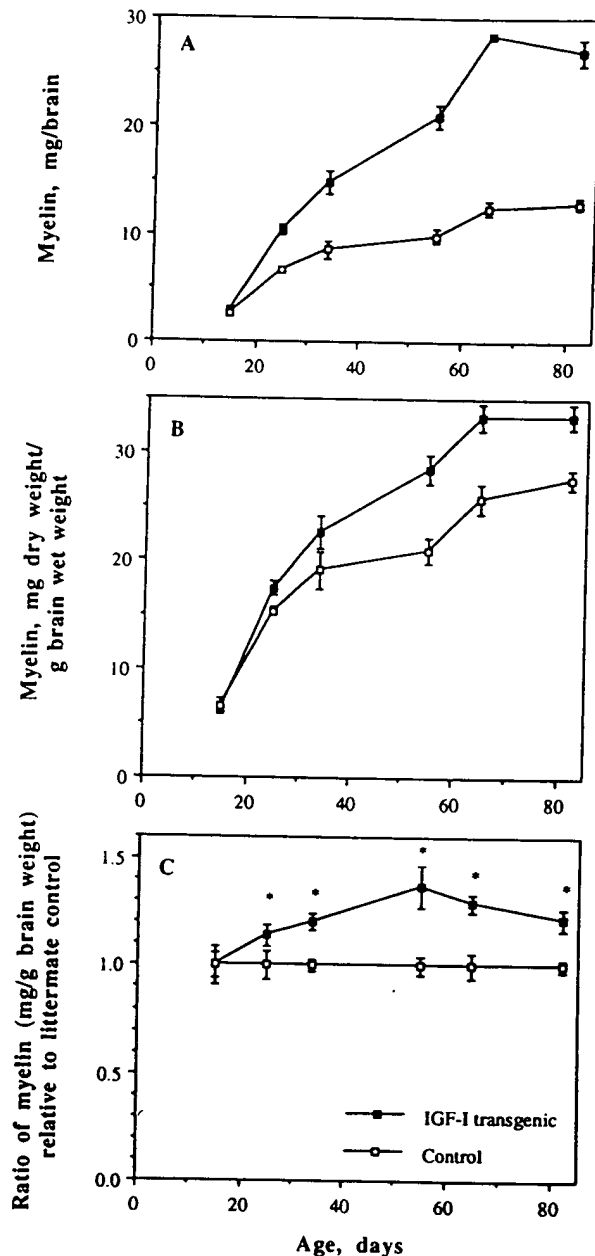 A
Myelin, mg/brain
30
20
10
0
0 20 40 60 80
B
Myelin, mg dry weight/
g brain wet weight
30
20
10
0
0 20 40 60 80
C
Ratio of myelin (mg/g brain weight)
relative to littermate control
1.5
1.0
0.5
0.0
* * * * *
IGF-I transgenic
Control
0 20 40 60 80
Age, days